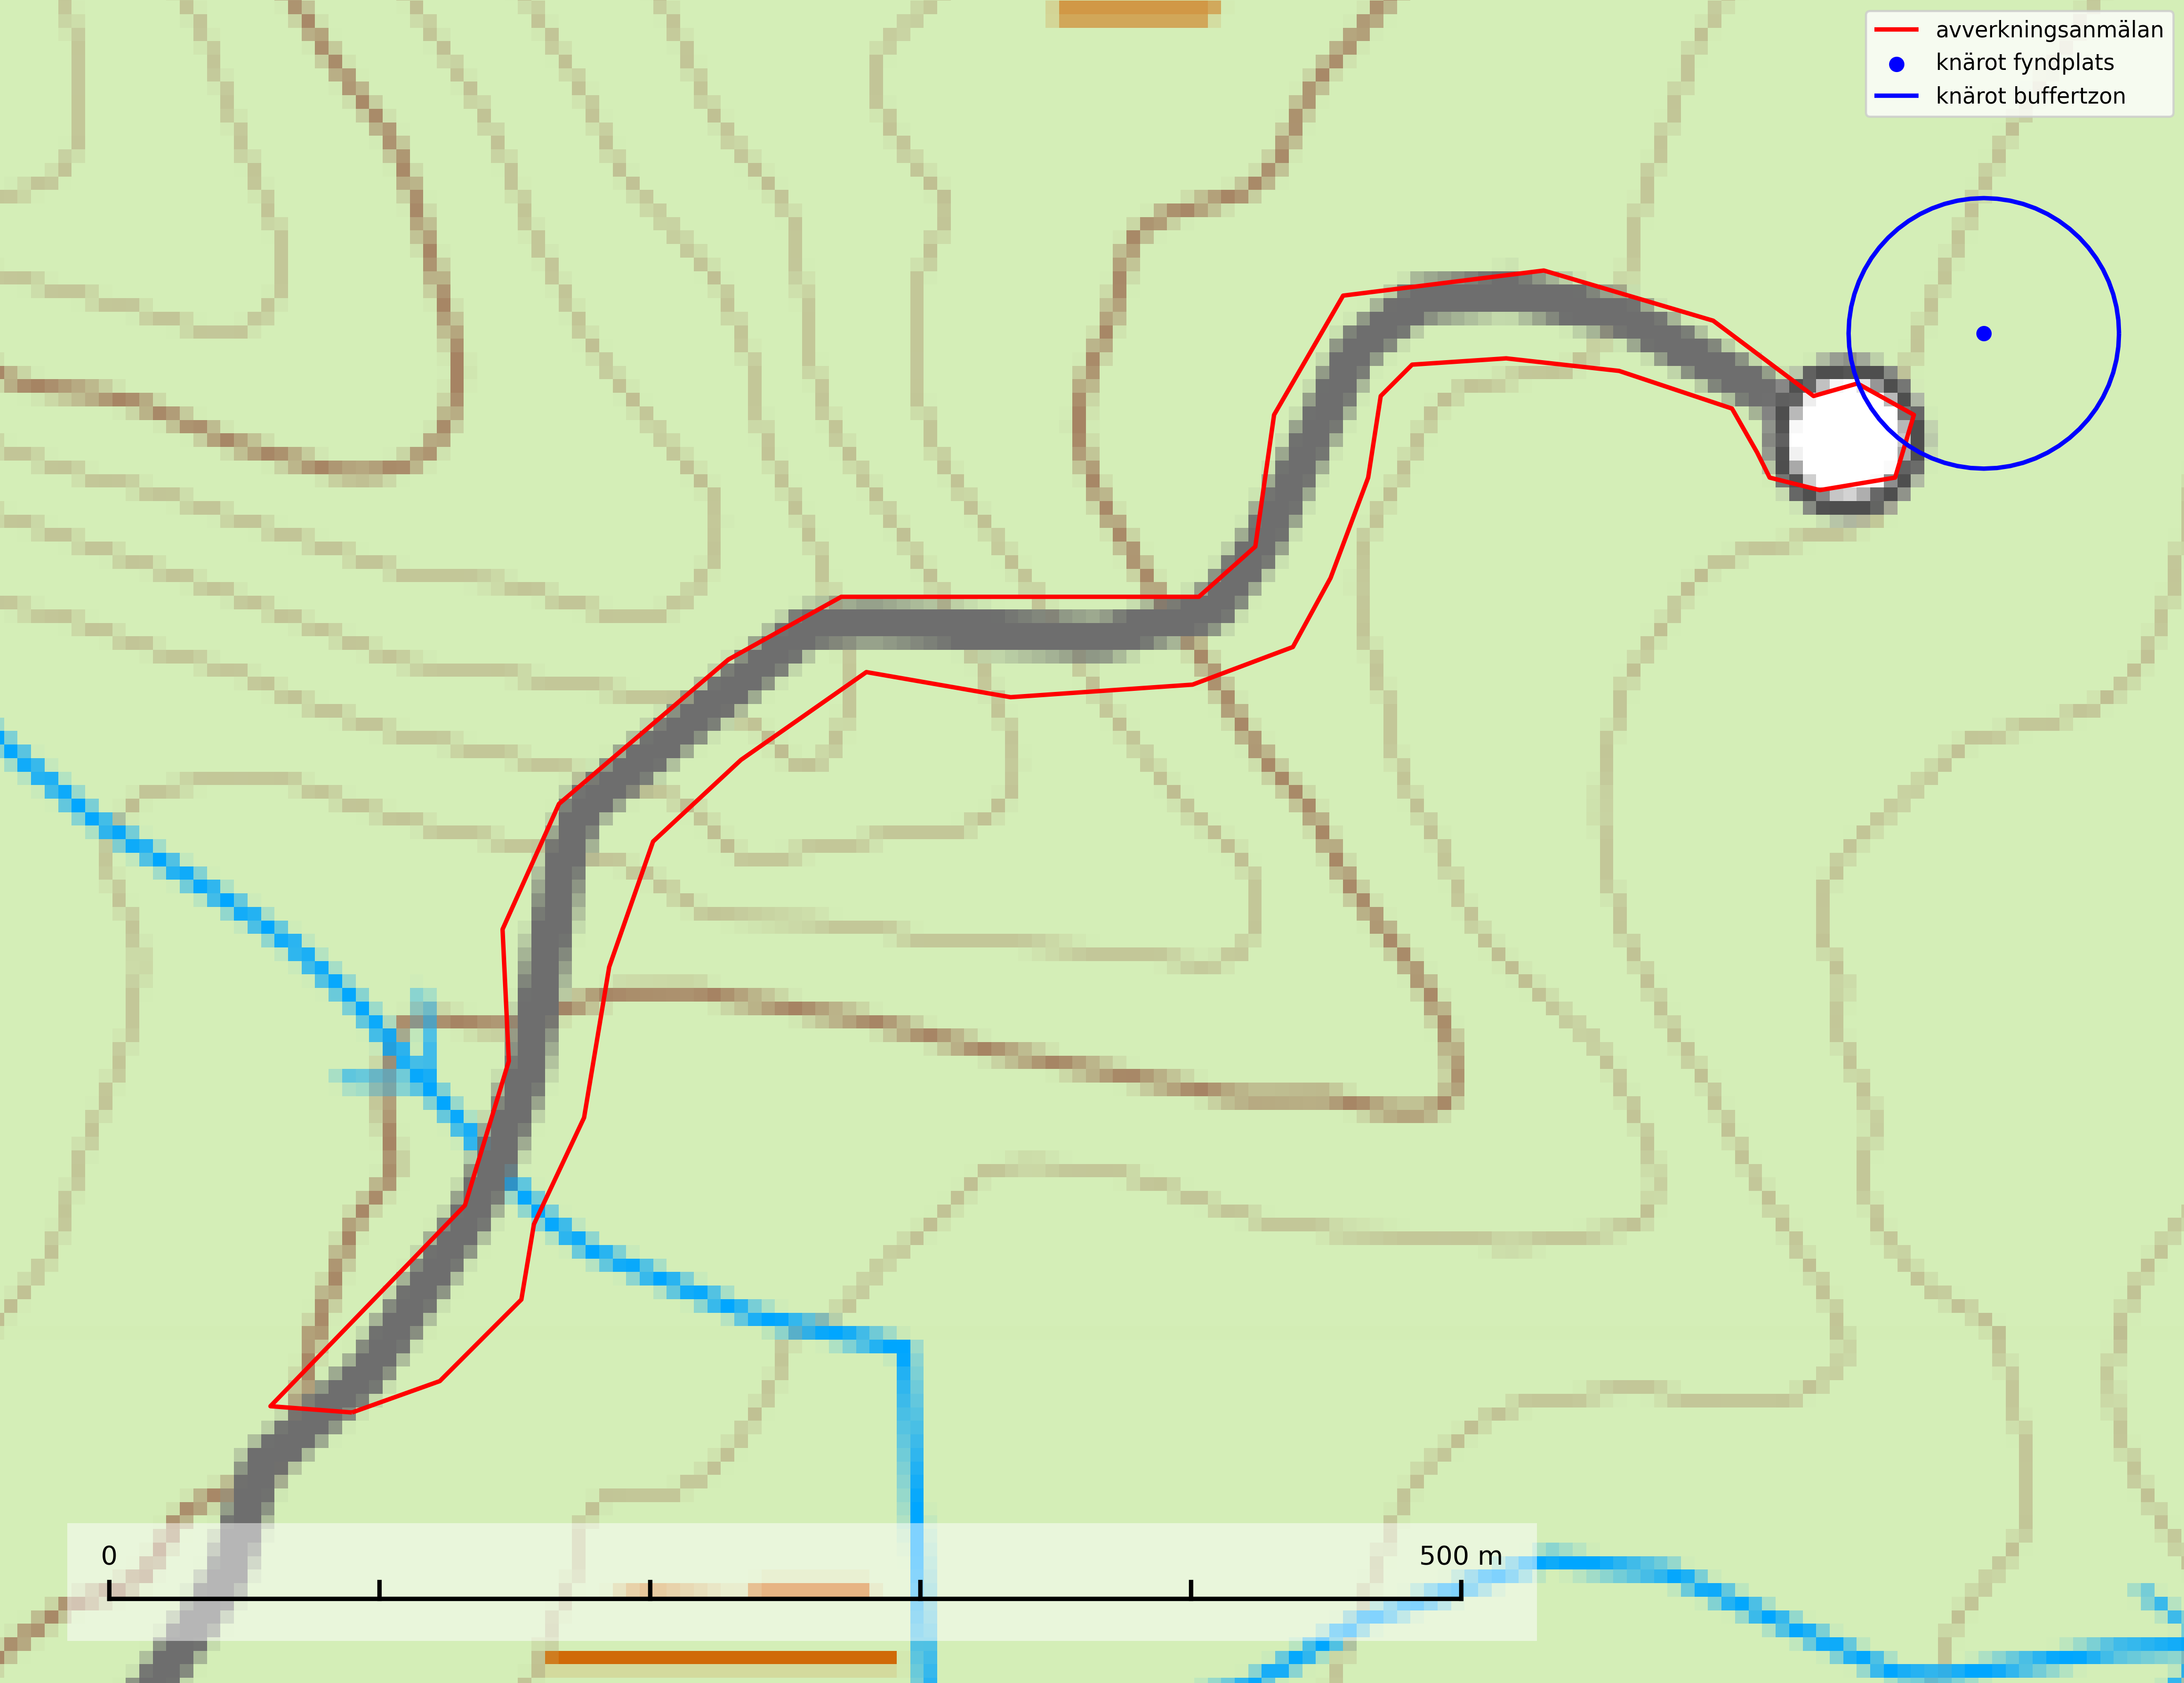 avverkningsanmälan
knärot fyndplats
knärot buffertzon
0
500 m